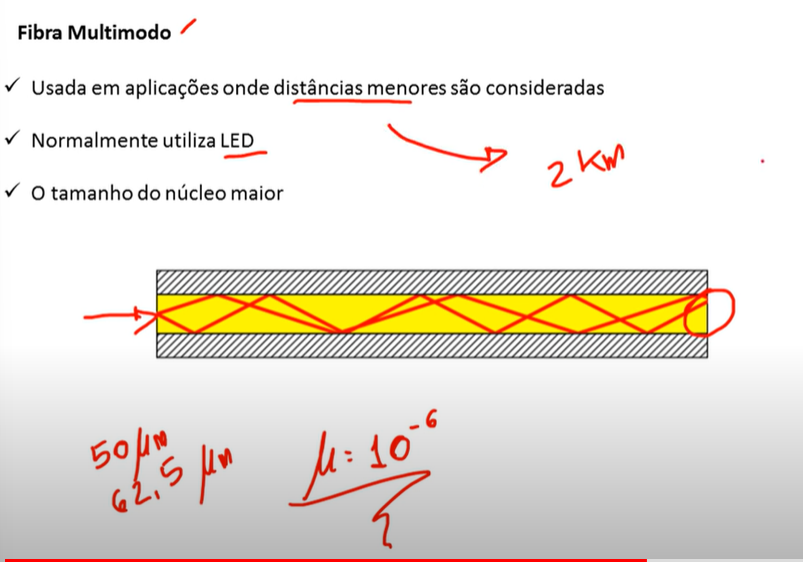 Fibra Multimodo
✓ Usada em aplicações onde distâncias menores são consideradas
✓ Normalmente utiliza LED
2 Km
✓ O tamanho do núcleo maior
50 μm
62,5 μm
μ = 10⁻⁶